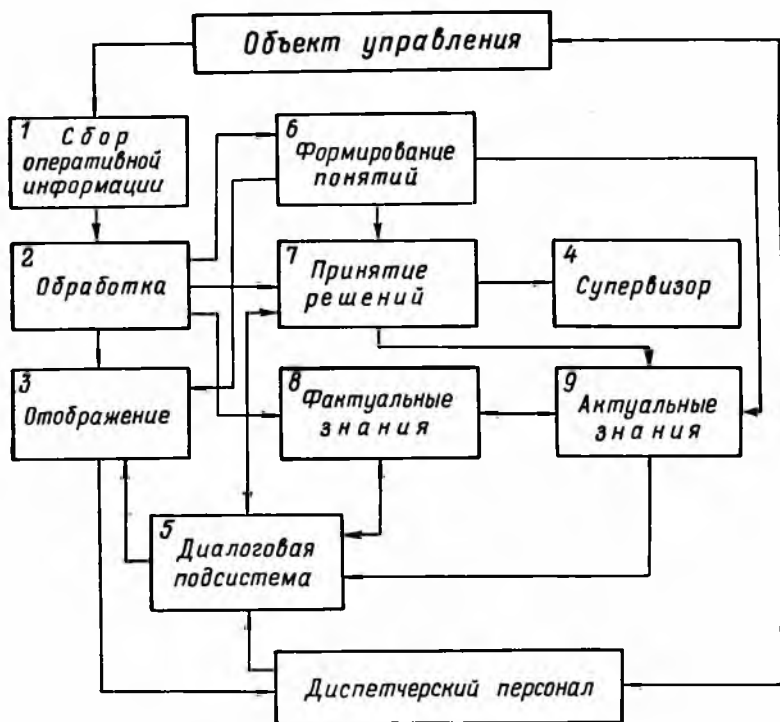 Объект управления
1
Сбор
оперативной
информации
6
Формирование
понятий
2
Обработка
7
Принятие
решений
4
Супервизор
3
Отображение
8
Фактуальные
знания
9
Актуальные
знания
5
Диалоговая
подсистема
Диспетчерский персонал